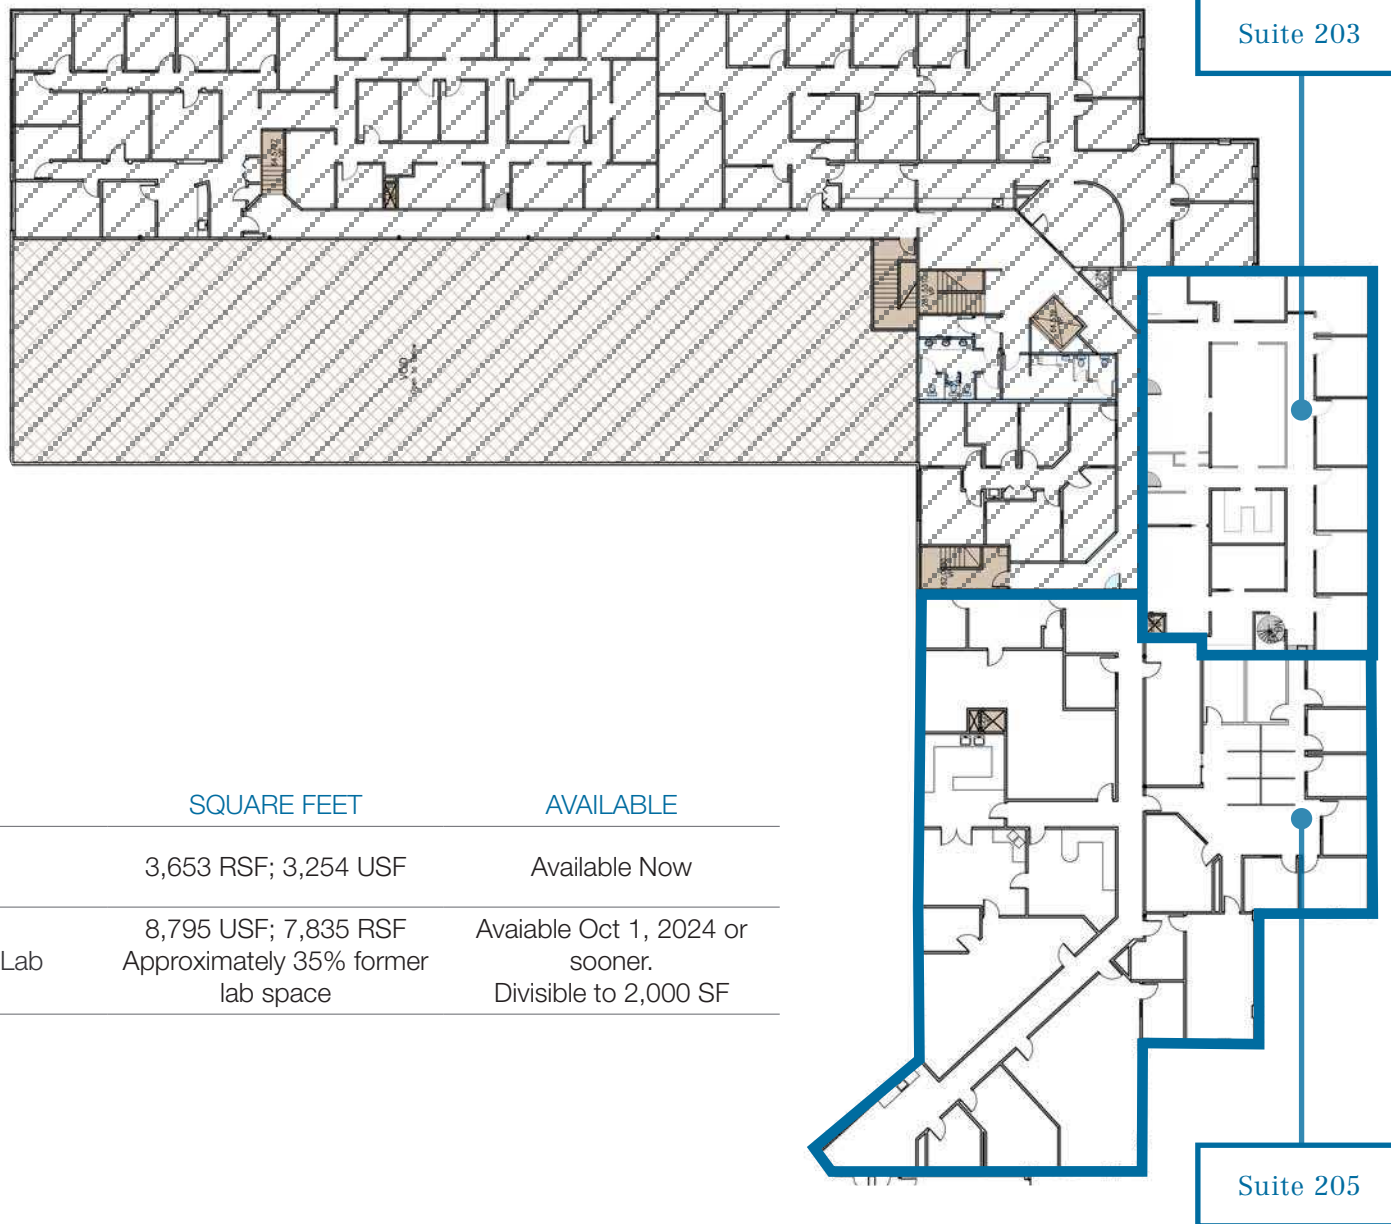 Suite 203
VOID
SQUARE FEET AVAILABLE
3,653 RSF; 3,254 USF Available Now
8,795 USF; 7,835 RSF Avaiable Oct 1, 2024 or
Lab Approximately 35% former sooner.
lab space Divisible to 2,000 SF
Suite 205